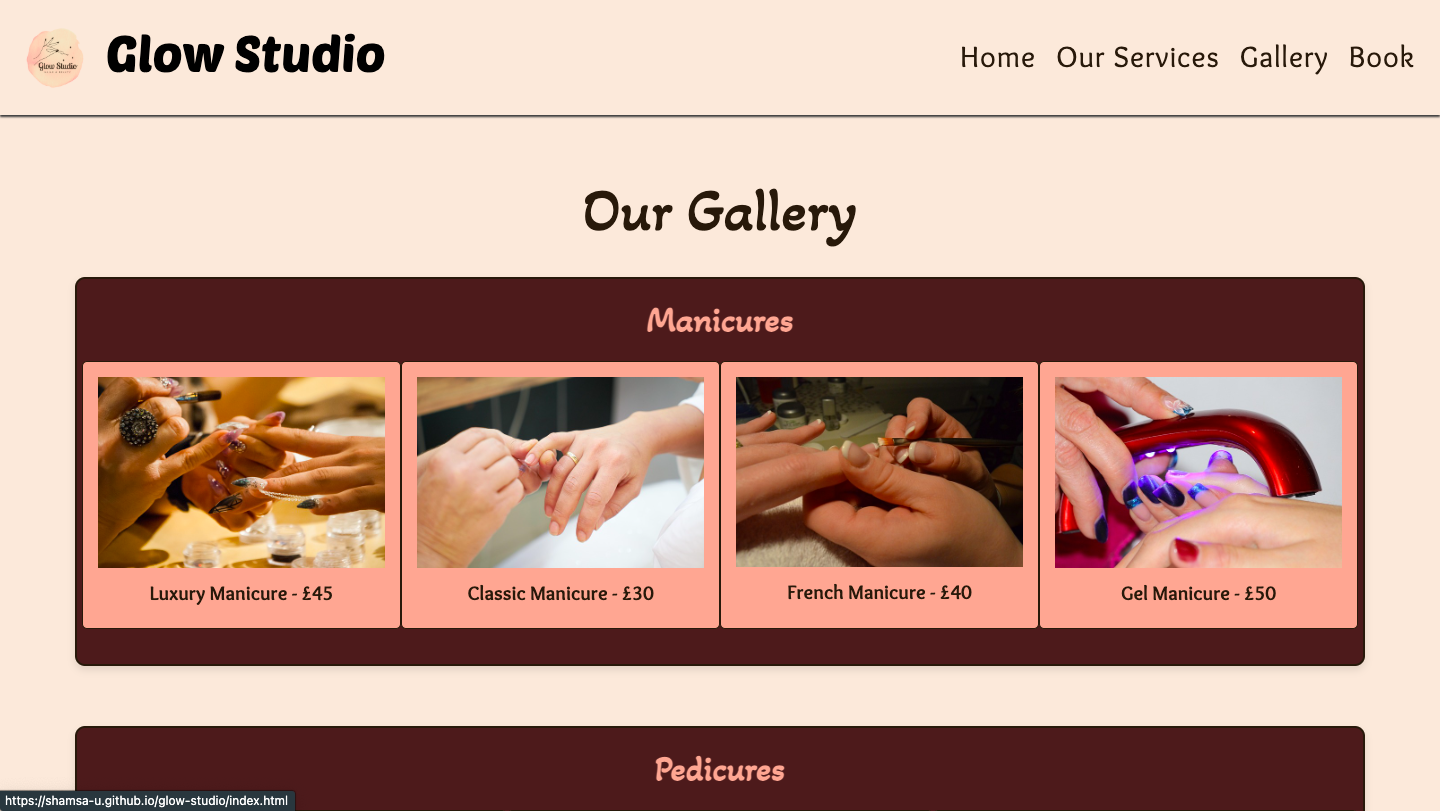 Glow Studio
Glow Studio
Home Our Services Gallery Book
Our Gallery
Manicures
Luxury Manicure - £45
Classic Manicure - £30
French Manicure - £40
Gel Manicure - £50
Pedicures
https://shamsa-u.github.io/glow-studio/index.html